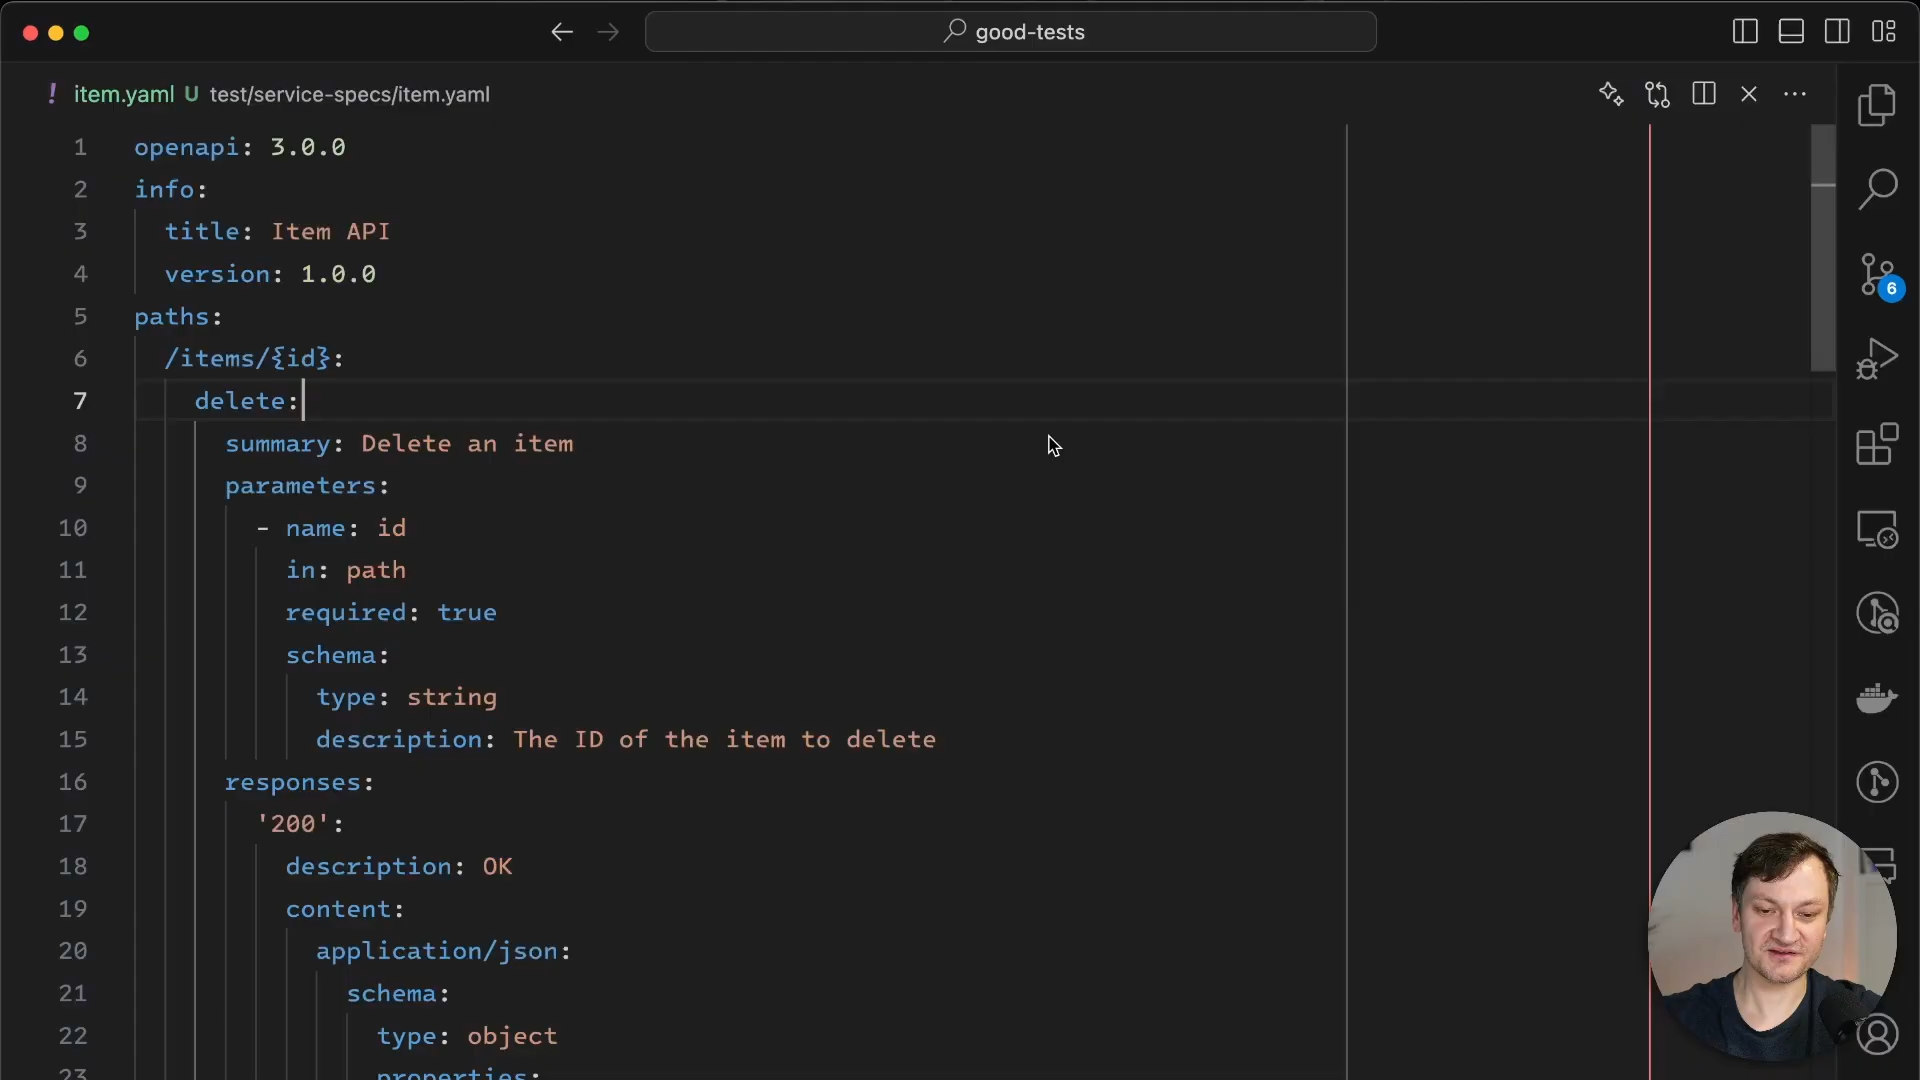 good-tests
! item.yaml U test/service-specs/item.yaml
1 openapi: 3.0.0
2 info:
3 title: Item API
4 version: 1.0.0
5 paths:
6 /items/{id}:
7 delete:
8 summary: Delete an item
9 parameters:
10 - name: id
11 in: path
12 required: true
13 schema:
14 type: string
15 description: The ID of the item to delete
16 responses:
17 '200':
18 description: OK
19 content:
20 application/json:
21 schema:
22 type: object
23 properties:
6